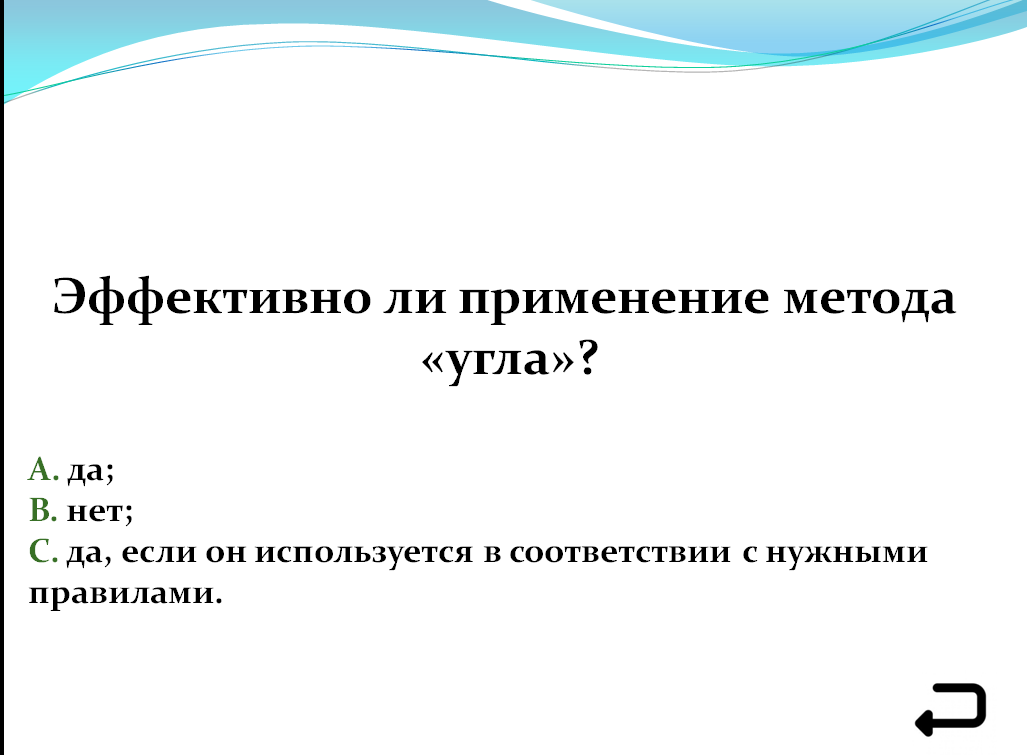 Эффективно ли применение метода
«угла»?
А. да;
В. нет;
С. да, если он используется в соответствии с нужными
правилами.